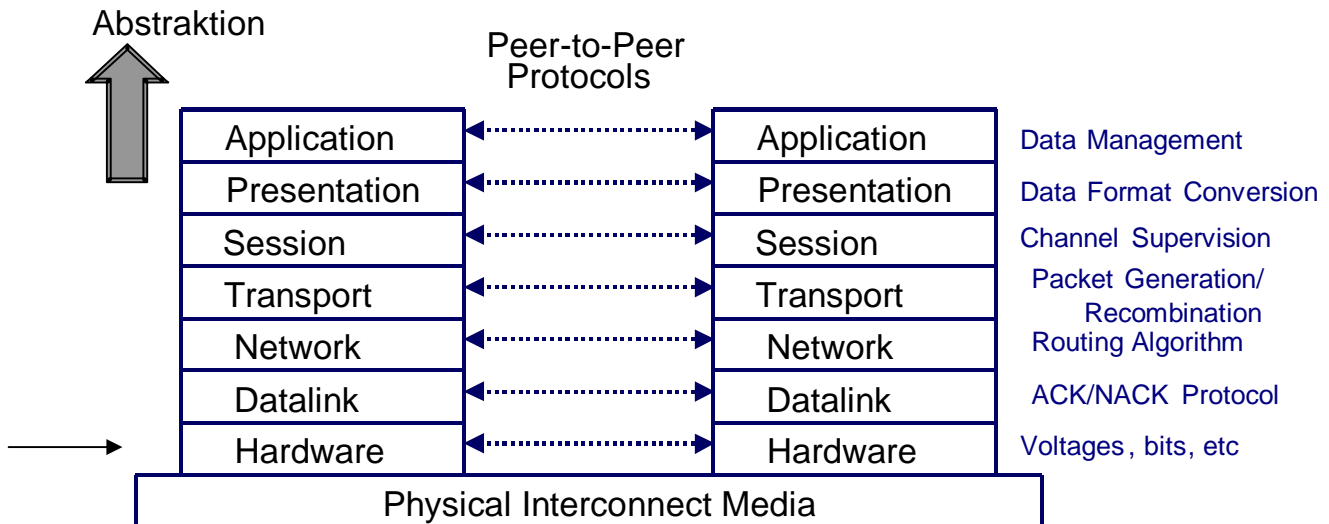 Abstraktion
Peer-to-Peer
Protocols
Application
Application
Data Management
Presentation
Presentation
Data Format Conversion
Session
Session
Channel Supervision
Transport
Transport
Packet Generation/
Recombination
Network
Network
Routing Algorithm
Datalink
Datalink
ACK/NACK Protocol
Hardware
Hardware
Voltages, bits, etc
Physical Interconnect Media